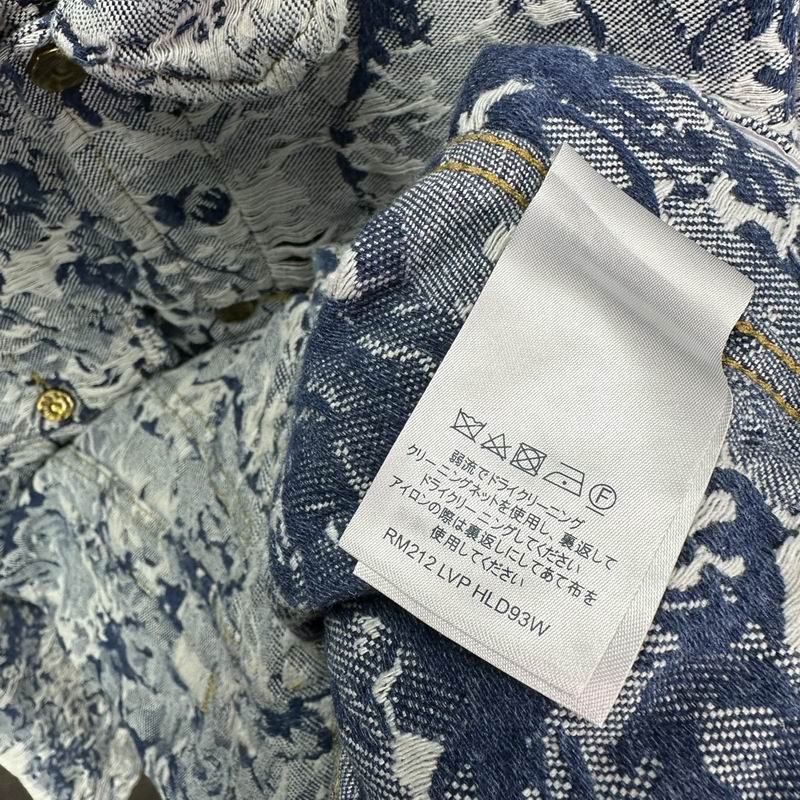 F
弱流でドライクリーニング
クリーニングネットを使用し、裏返して
ドライクリーニングしてください
アイロンの際は裏返しにしてあて布を
使用してください
RM212 LVP HLD93W